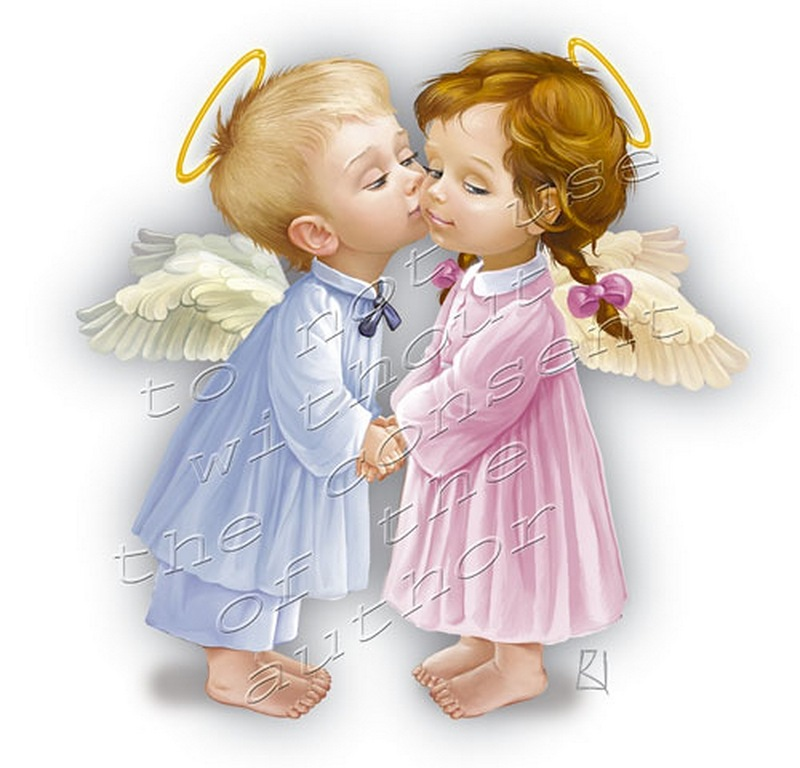 to not use
without
the consent
of the
author